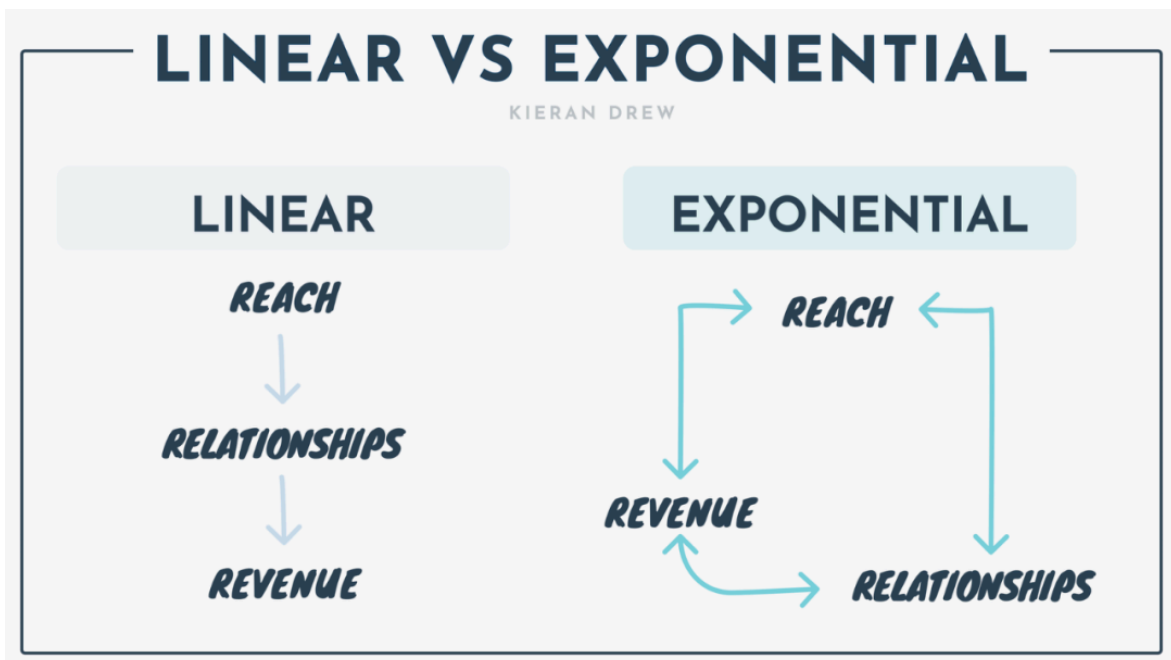 LINEAR VS EXPONENTIAL
KIERAN DREW
LINEAR
REACH
RELATIONSHIPS
REVENUE
EXPONENTIAL
REACH
REVENUE
RELATIONSHIPS